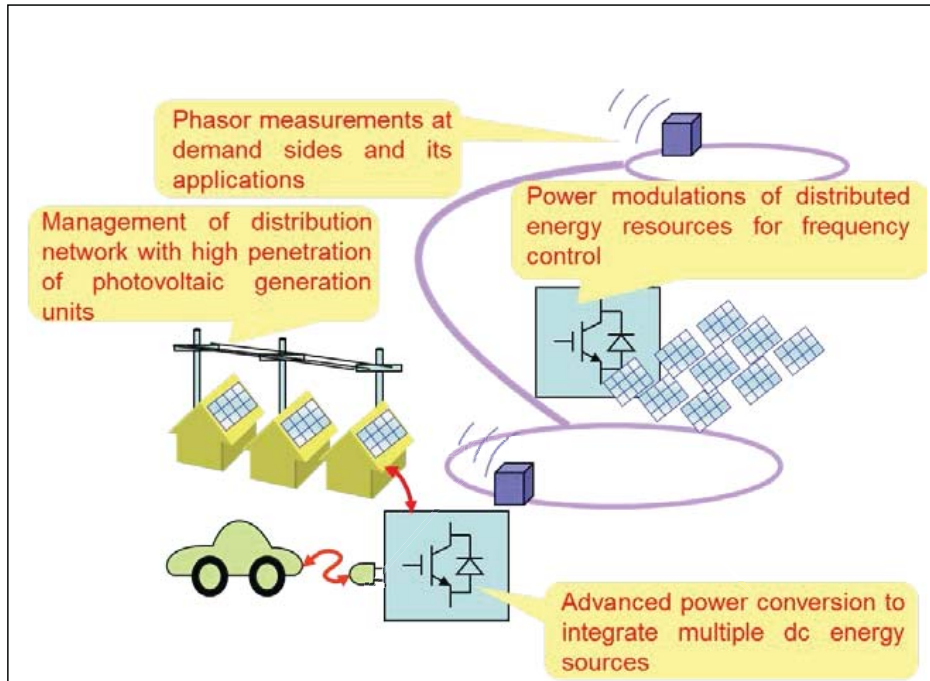 Phasor measurements at
demand sides and its
applications
Management of distribution
network with high penetration
of photovoltaic generation
units
Power modulations of distributed
energy resources for frequency
control
Advanced power conversion to
integrate multiple dc energy
sources